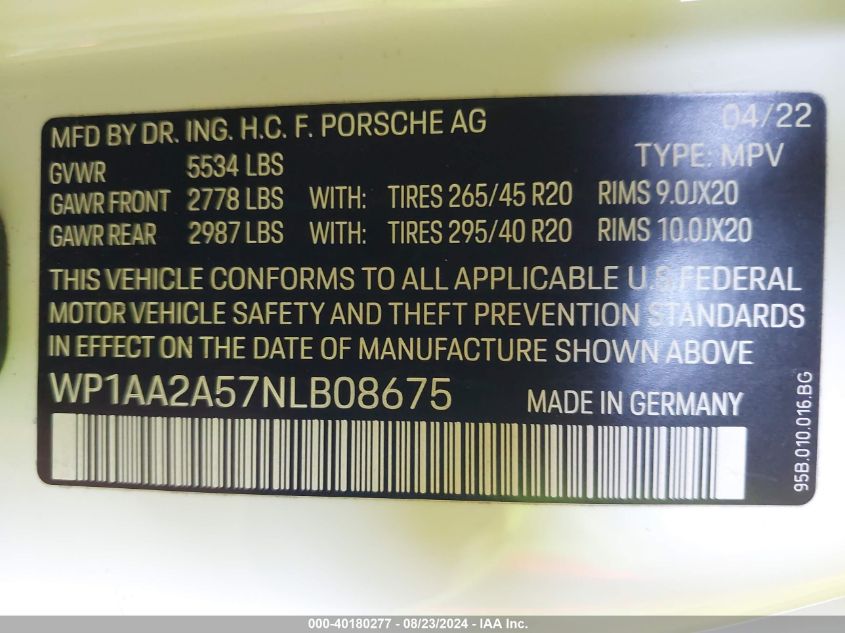 MFD BY DR. ING. H.C. F. PORSCHE AG 04/22
GVWR 5534 LBS TYPE: MPV
GAWR FRONT 2778 LBS WITH: TIRES 265/45 R20 RIMS 9.0JX20
GAWR REAR 2987 LBS WITH: TIRES 295/40 R20 RIMS 10.0JX20
THIS VEHICLE CONFORMS TO ALL APPLICABLE U.S. FEDERAL
MOTOR VEHICLE SAFETY AND THEFT PREVENTION STANDARDS
IN EFFECT ON THE DATE OF MANUFACTURE SHOWN ABOVE
WP1AA2A57NLB08675 MADE IN GERMANY
95B.010.016.BG
000-40180277 - 08/23/2024 - IAA Inc.